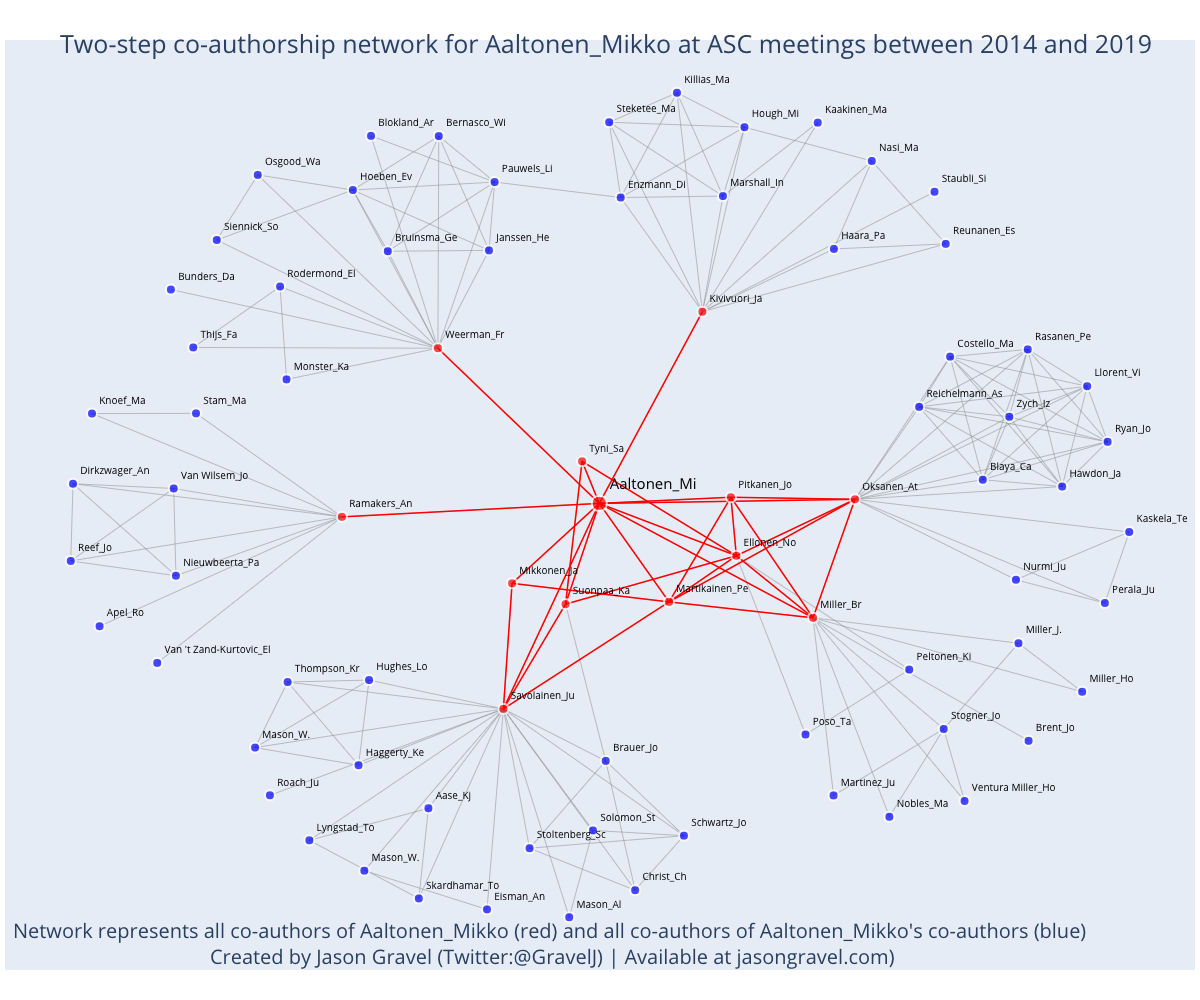 Two-step co-authorship network for Aaltonen_Mikko at ASC meetings between 2014 and 2019
Killias_Ma
Steketee_Ma
Hough_Mi
Kaakinen_Ma
Blokland_Ar
Bernasco_Wi
Nasi_Ma
Osgood_Wa
Hoeben_Ev
Pauwels_Li
Enzmann_Di
Marshall_In
Staubli_Si
Siennick_So
Bruinsma_Ge
Janssen_He
Haara_Pa
Reunanen_Es
Bunders_Da
Rodermond_El
Kivivuori_Ja
Thijs_Fa
Weerman_Fr
Costello_Ma
Rasanen_Pe
Monster_Ka
Llorent_Vi
Knoef_Ma
Stam_Ma
Reichelmann_As
Zych_Iz
Ryan_Jo
Tyni_Sa
Dirkzwager_An
Van Wilsem_Jo
Aaltonen_Mi
Pitkanen_Jo
Blaya_Ca
Hawdon_Ja
Oksanen_At
Ramakers_An
Kaskela_Te
Reef_Jo
Nieuwbeerta_Pa
Ellonen_No
Mikkonen_Ja
Suonpaa_Ka
Martikainen_Pe
Nurmi_Ju
Perala_Ju
Apel_Ro
Miller_Br
Miller_J.
Van 't Zand-Kurtovic_El
Peltonen_Ki
Thompson_Kr
Hughes_Lo
Miller_Ho
Savolainen_Ju
Mason_W.
Haggerty_Ke
Brauer_Jo
Poso_Ta
Stogner_Jo
Brent_Jo
Roach_Ju
Aase_Kj
Martinez_Ju
Nobles_Ma
Ventura Miller_Ho
Lyngstad_To
Solomon_St
Stoltenberg_Sc
Schwartz_Jo
Mason_W.
Skardhamar_To
Eisman_An
Christ_Ch
Mason_Al
Network represents all co-authors of Aaltonen_Mikko (red) and all co-authors of Aaltonen_Mikko's co-authors (blue)
Created by Jason Gravel (Twitter:@GravelJ) | Available at jasongravel.com)